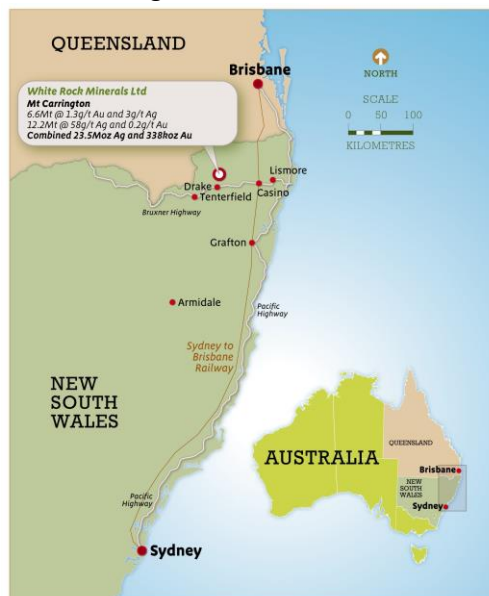 QUEENSLAND
Brisbane
NORTH
White Rock Minerals Ltd
Mt Carrington
6.6Mt @ 1.3g/t Au and 3g/t Ag
12.2Mt @ 58g/t Ag and 0.2g/t Au
Combined 23.5Moz Ag and 338koz Au
SCALE
0 50 100
KILOMETRES
Lismore
Drake
Casino
Tenterfield
Bruxner Highway
Grafton
Armidale
Pacific
Highway
Sydney to
Brisbane
Railway
NEW
SOUTH
WALES
Pacific
Highway
Sydney
AUSTRALIA
QUEENSLAND
Brisbane
NEW
SOUTH
WALES
Sydney